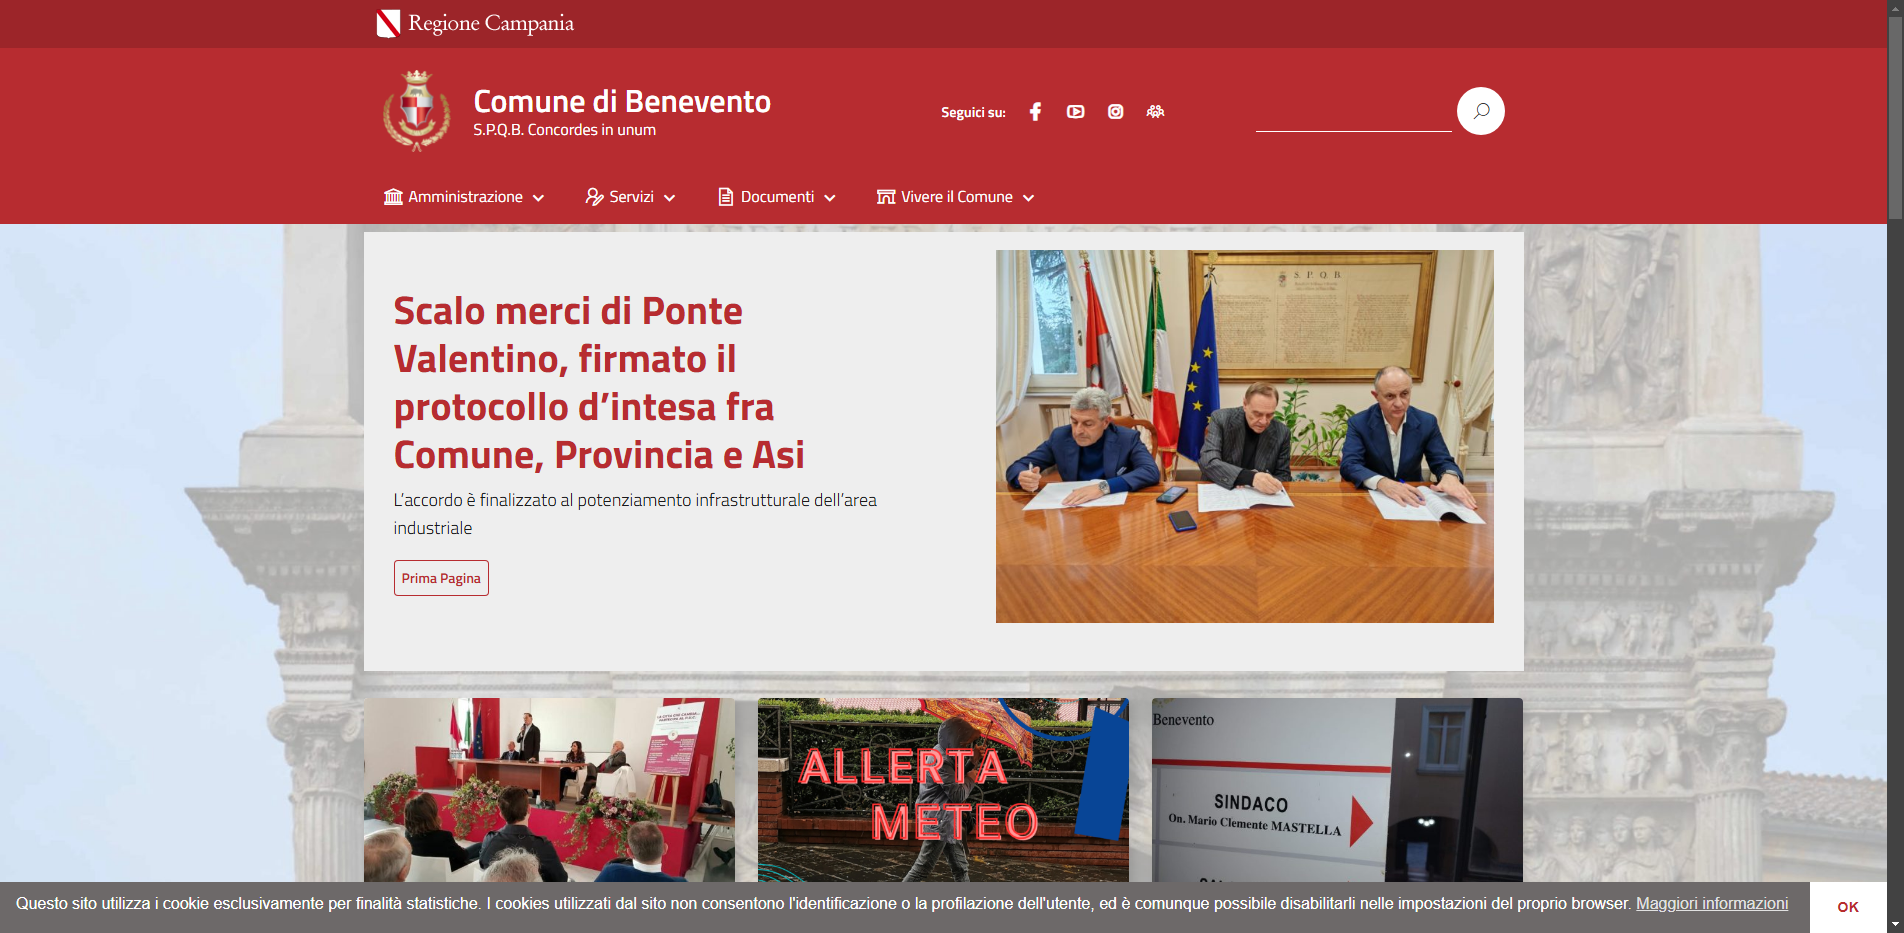 Regione Campania
Comune di Benevento
S.P.Q.B. Concordes in unum
Seguici su:
Amministrazione
Servizi
Documenti
Vivere il Comune
Scalo merci di Ponte
Valentino, firmato il
protocollo d’intesa fra
Comune, Provincia e Asi
L’accordo è finalizzato al potenziamento infrastrutturale dell’area
industriale
Prima Pagina
S. P. Q. B.
LA CITTÀ CHE CAMBIA...
ALLERTA
METEO
Benevento
SINDACO
On. Mario Clemente MASTELLA
Questo sito utilizza i cookie esclusivamente per finalità statistiche. I cookies utilizzati dal sito non consentono l'identificazione o la profilazione dell'utente, ed è comunque possibile disabilitarli nelle impostazioni del proprio browser. Maggiori informazioni
OK